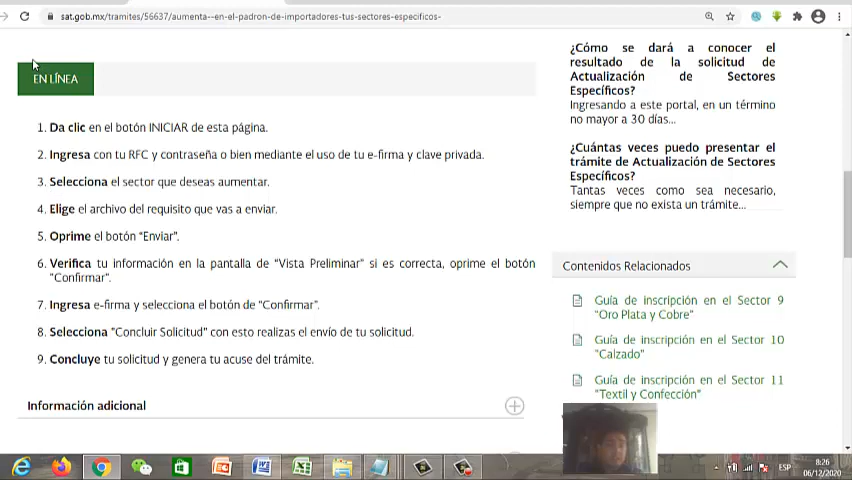 sat.gob.mx/tramites/56637/aumenta--en-el-padron-de-importadores-tus-sectores-especificos-
EN LÍNEA
1. Da clic en el botón INICIAR de esta página.
2. Ingresa con tu RFC y contraseña o bien mediante el uso de tu e-firma y clave privada.
3. Selecciona el sector que deseas aumentar.
4. Elige el archivo del requisito que vas a enviar.
5. Oprime el botón “Enviar”.
6. Verifica tu información en la pantalla de “Vista Preliminar” si es correcta, oprime el botón
“Confirmar”.
7. Ingresa e-firma y selecciona el botón de “Confirmar”.
8. Selecciona “Concluir Solicitud” con esto realizas el envío de tu solicitud.
9. Concluye tu solicitud y genera tu acuse del trámite.
Información adicional
¿Cómo se dará a conocer el
resultado de la solicitud de
Actualización de Sectores
Específicos?
Ingresando a este portal, en un término
no mayor a 30 días...
¿Cuántas veces puedo presentar el
trámite de Actualización de Sectores
Específicos?
Tantas veces como sea necesario,
siempre que no exista un trámite...
Contenidos Relacionados
Guía de inscripción en el Sector 9
“Oro Plata y Cobre”
Guía de inscripción en el Sector 10
“Calzado”
Guía de inscripción en el Sector 11
“Textil y Confección”
ESP
8:26
06/12/2020